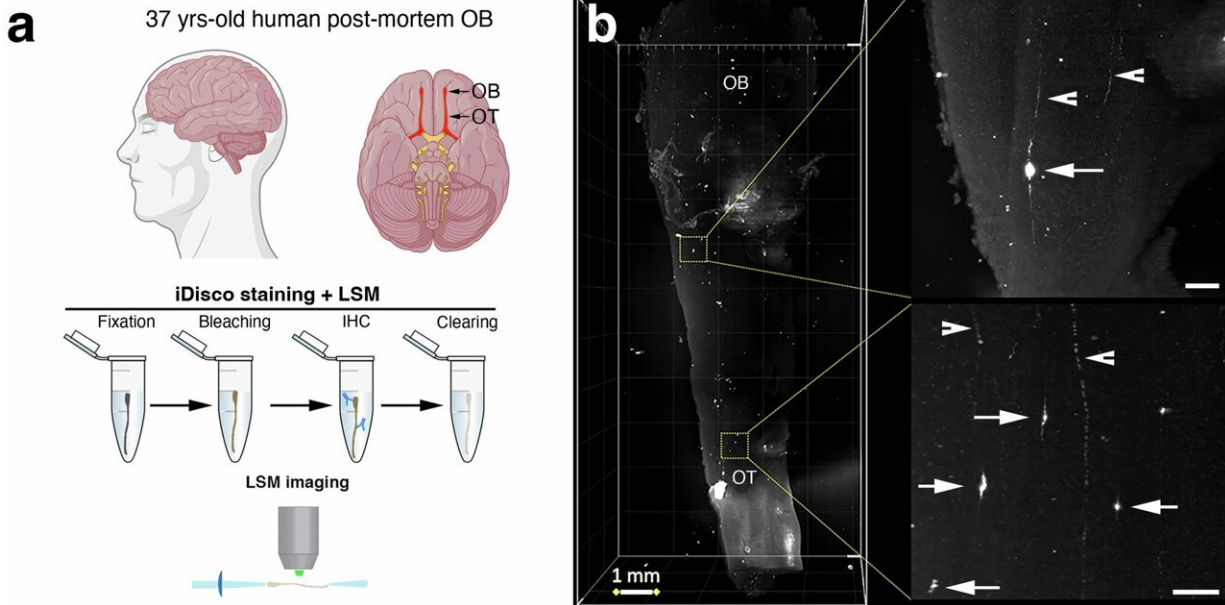 a
37 yrs-old human post-mortem OB
OB
OT
iDisco staining + LSM
Fixation
Bleaching
IHC
Clearing
LSM imaging
b
OB
OT
1 mm